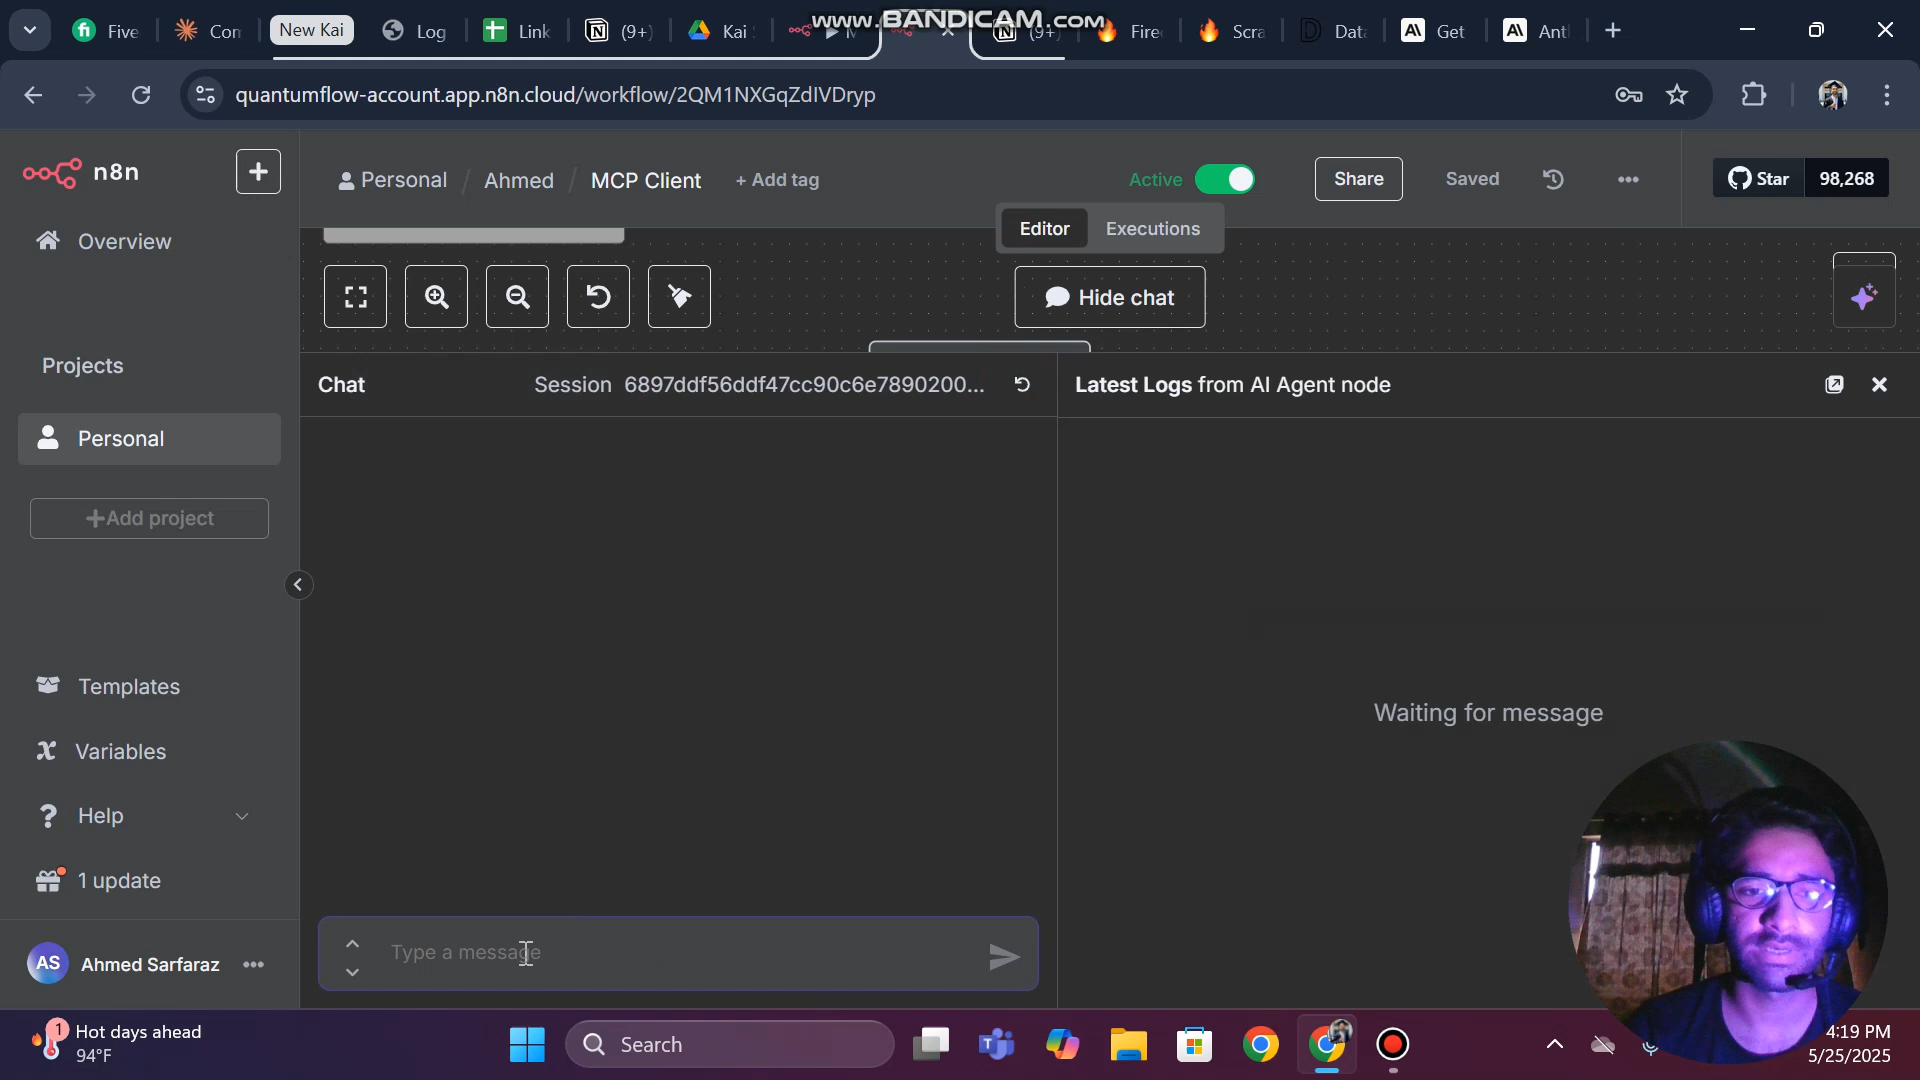 www.BANDICAM.com
Five
Con
New Kai
Log
Link
(9+)
Kai
(9+)
Fire
Scra
Data
Get
Ant
quantumflow-account.app.n8n.cloud/workflow/2QM1NXGqZdIVDryp
n8n
Personal / Ahmed / MCP Client + Add tag
Active
Share
Saved
Star 98,268
Overview
Editor Executions
Hide chat
Projects
Personal
+Add project
Chat
Session 6897ddf56ddf47cc90c6e7890200...
Latest Logs from AI Agent node
Waiting for message
Templates
Variables
Help
1 update
Type a message
AS Ahmed Sarfaraz
1
Hot days ahead
94°F
Search
4:19 PM
5/25/2025